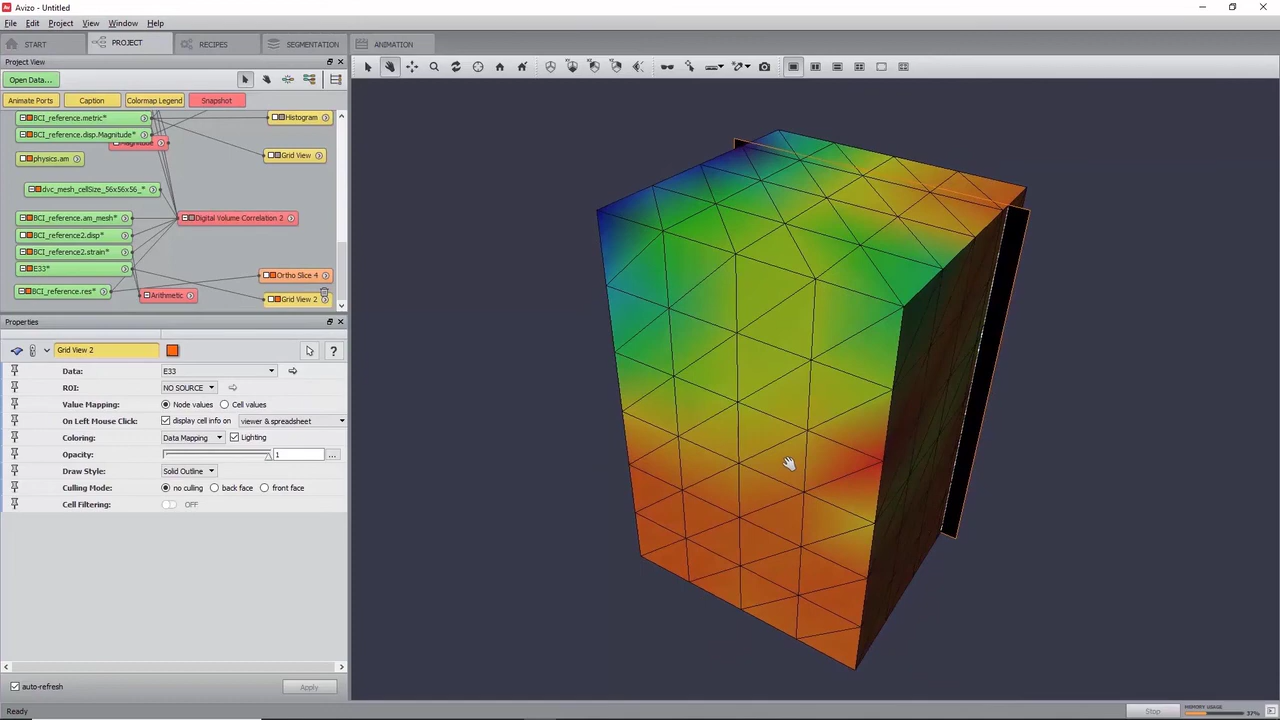 Avizo - Untitled
File Edit Project View Window Help
START PROJECT RECIPES SEGMENTATION ANIMATION
Project View
Open Data...
Animate Ports Caption Colormap Legend Snapshot
BCI_reference.metric* Histogram
BCI_reference.disp.Magnitude*
Magnitude
physics.am Grid View
dvc_mesh_cellSize_56x56x56_*
BCI_reference.am_mesh* Digital Volume Correlation 2
BCI_reference2.disp*
BCI_reference2.strain*
E33* Ortho Slice 4
BCI_reference.res* Arithmetic Grid View 2
Properties
Grid View 2 ?
Data: E33
ROI: NO SOURCE
Value Mapping: Node values Cell values
On Left Mouse Click: display cell info on viewer & spreadsheet
Coloring: Data Mapping Lighting
Opacity: 1 ...
Draw Style: Solid Outline
Culling Mode: no culling back face front face
Cell Filtering: OFF
auto-refresh Apply
Ready Stop MEMORY USAGE 37%